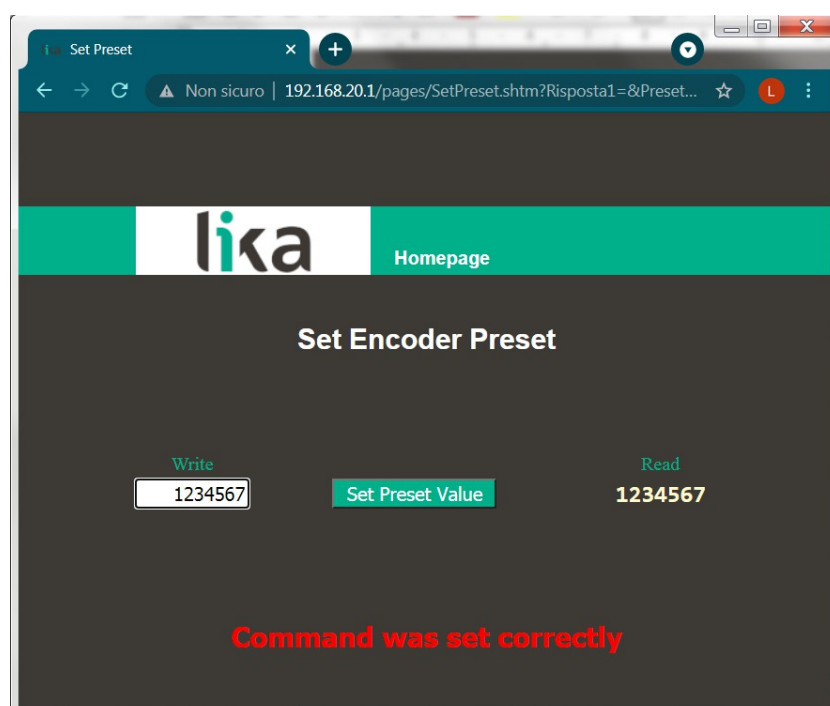 Set Preset
Non sicuro | 192.168.20.1/pages/SetPreset.shtm?Risposta1=&Preset...
L
lika
Homepage
Set Encoder Preset
Write
Read
1234567
Set Preset Value
1234567
Command was set correctly